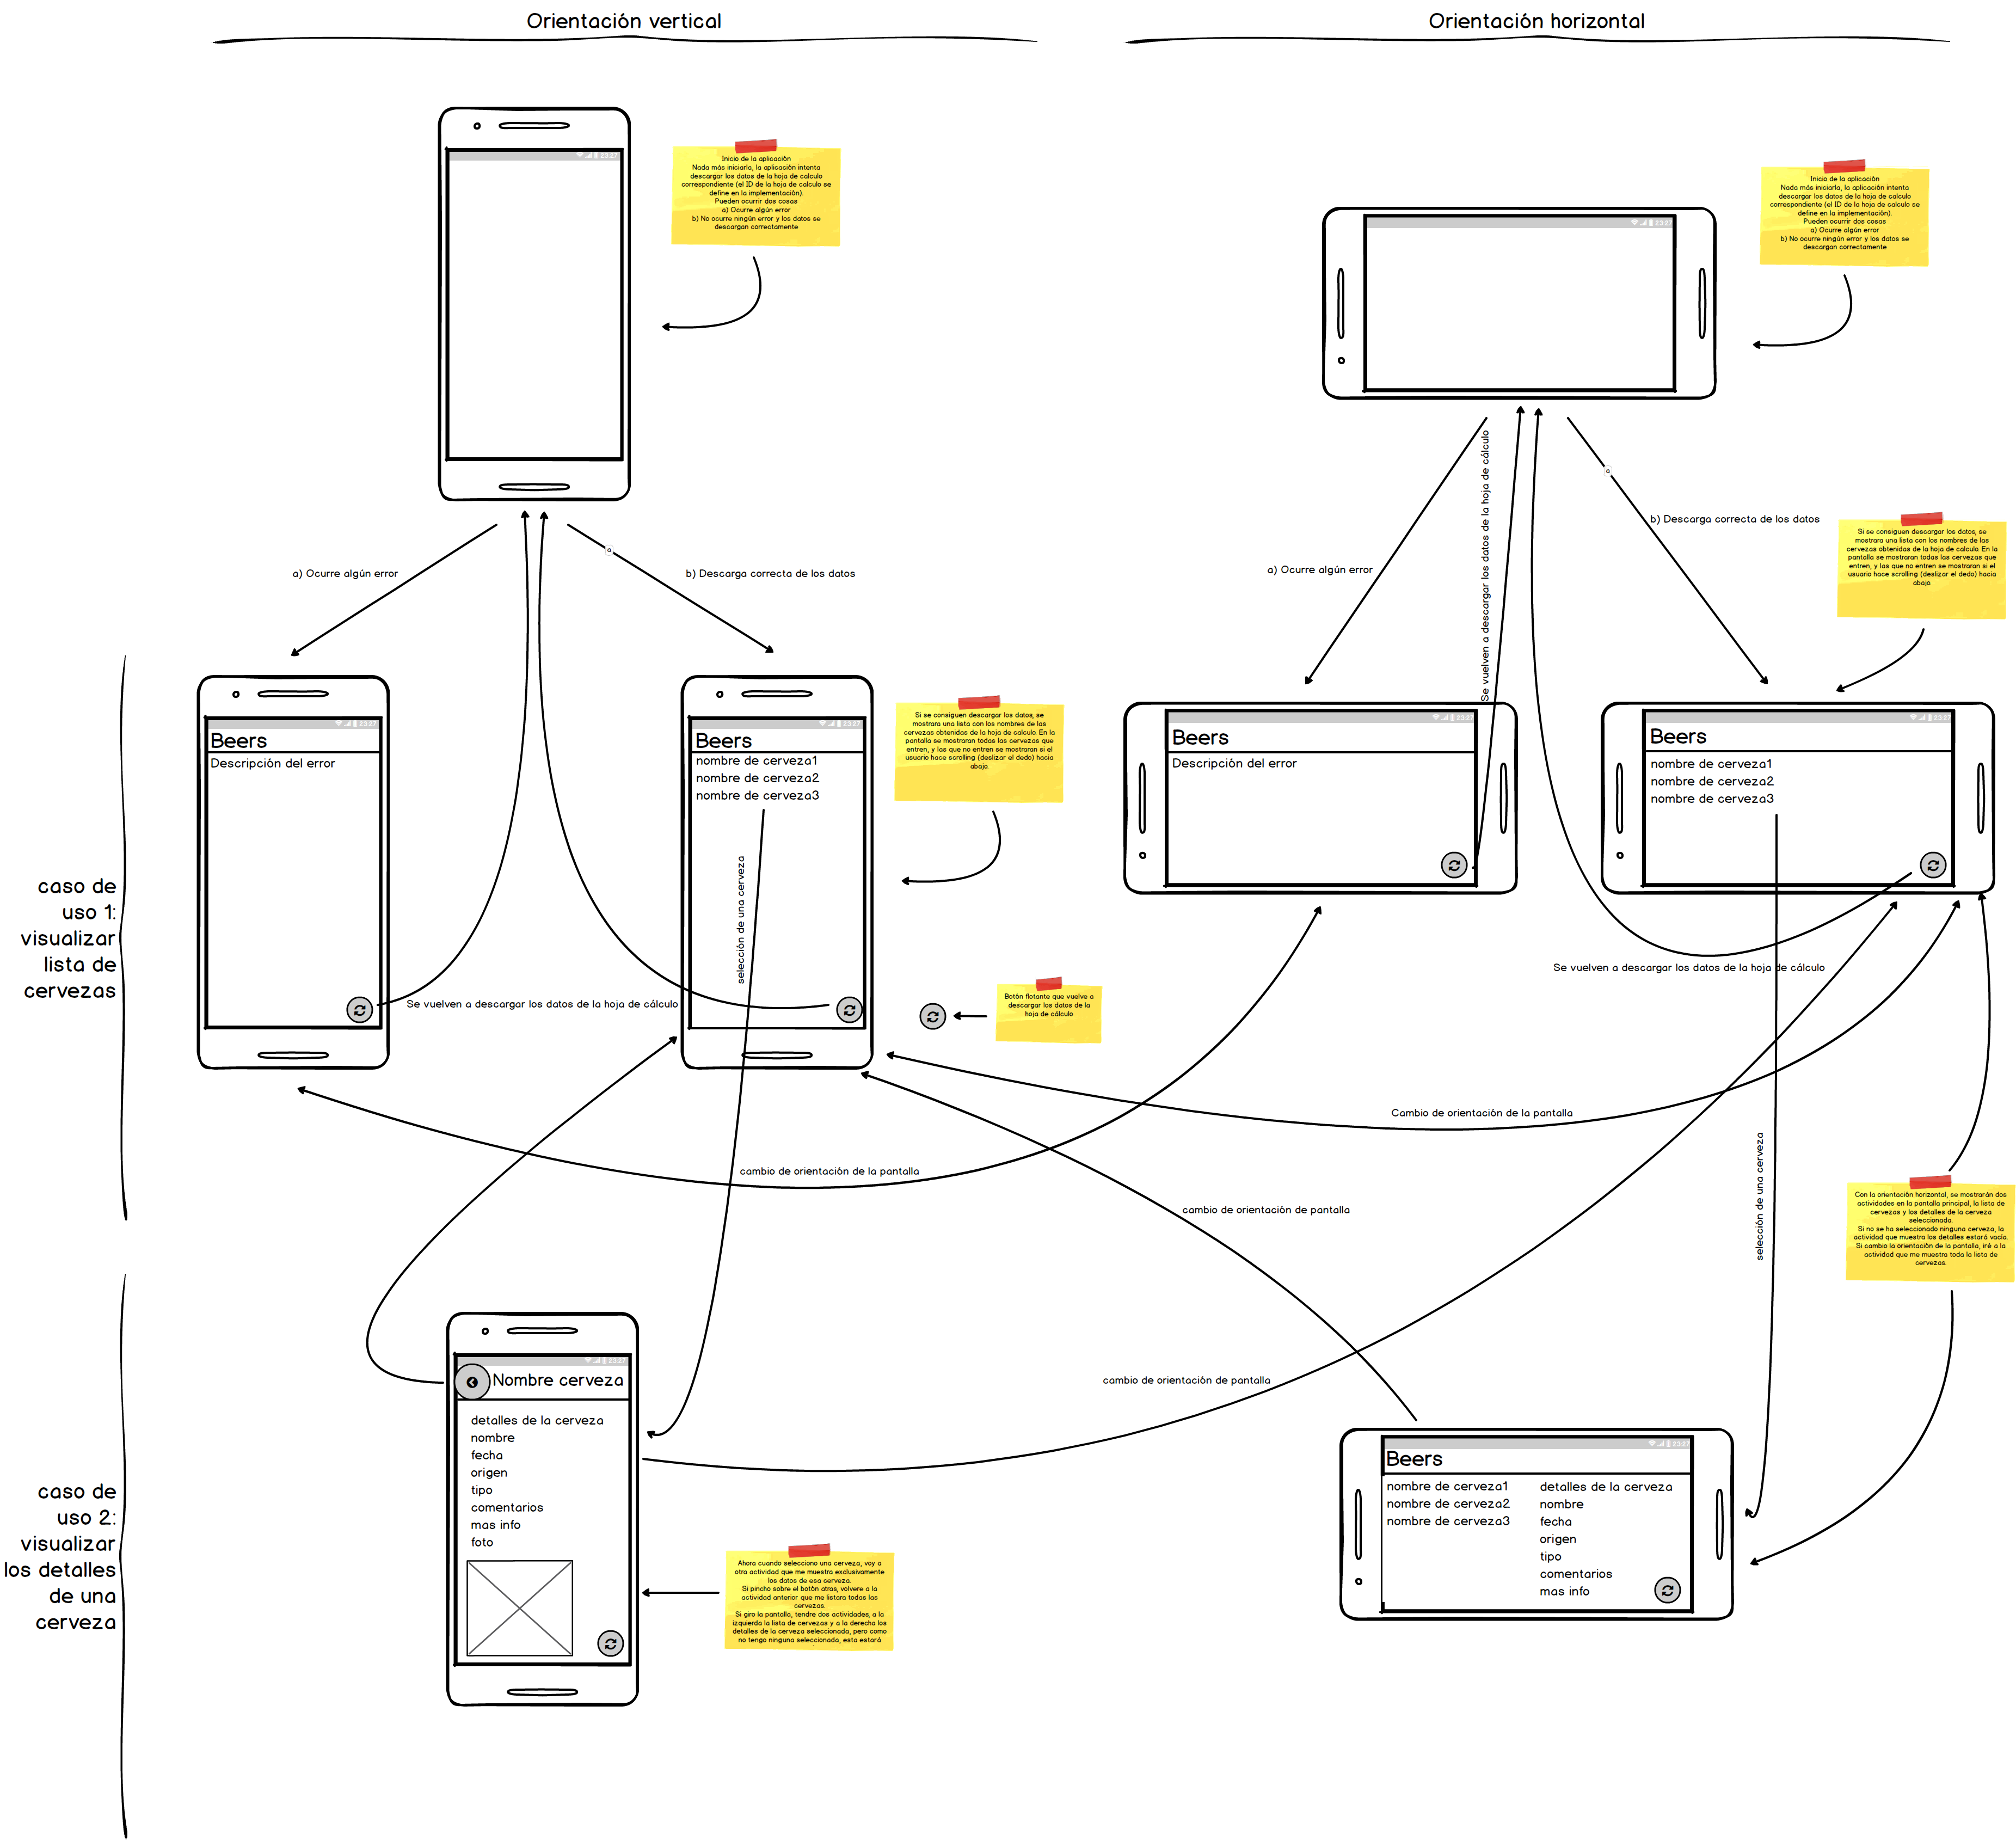 Orientación vertical
Orientación horizontal
23:27
Inicio de la aplicación
Nada más iniciarla, la aplicación intenta
descargar los datos de la hoja de calculo
correspondiente (el ID de la hoja de calculo se
define en la implementación).
Pueden ocurrir dos cosas
a) Ocurre algún error
b) No ocurre ningún error y los datos se
descargan correctamente
23:27
Inicio de la aplicación
Nada más iniciarla, la aplicación intenta
descargar los datos de la hoja de calculo
correspondiente (el ID de la hoja de calculo se
define en la implementación).
Pueden ocurrir dos cosas
a) Ocurre algún error
b) No ocurre ningún error y los datos se
descargan correctamente
a) Ocurre algún error
b) Descarga correcta de los datos
a) Ocurre algún error
Se vuelven a descargar los datos de la hoja de cálculo
b) Descarga correcta de los datos
Si se consiguen descargar los datos, se
mostrara una lista con los nombres de las
cervezas obtenidas de la hoja de calculo. En la
pantalla se mostraran todas las cervezas que
entren, y las que no entren se mostraran si el
usuario hace scrolling (deslizar el dedo) hacia
abajo.
caso de
uso 1:
visualizar
lista de
cervezas
23:27
Beers
Descripción del error
Se vuelven a descargar los datos de la hoja de cálculo
23:27
Beers
nombre de cerveza1
nombre de cerveza2
nombre de cerveza3
selección de una cerveza
Si se consiguen descargar los datos, se
mostrara una lista con los nombres de las
cervezas obtenidas de la hoja de calculo. En la
pantalla se mostraran todas las cervezas que
entren, y las que no entren se mostraran si el
usuario hace scrolling (deslizar el dedo) hacia
abajo.
Botón flotante que vuelve a
descargar los datos de la
hoja de cálculo
23:27
Beers
Descripción del error
23:27
Beers
nombre de cerveza1
nombre de cerveza2
nombre de cerveza3
Se vuelven a descargar los datos de la hoja de cálculo
Cambio de orientación de la pantalla
cambio de orientación de la pantalla
cambio de orientación de pantalla
selección de una cerveza
Con la orientación horizontal, se mostrarán dos
actividades en la pantalla principal, la lista de
cervezas y los detalles de la cerveza
seleccionada.
Si no se ha seleccionado ninguna cerveza, la
actividad que muestra los detalles estará vacía.
Si cambio la orientación de la pantalla, iré a la
actividad que me muestra toda la lista de
cervezas.
cambio de orientación de pantalla
caso de
uso 2:
visualizar
los detalles
de una
cerveza
23:27
Nombre cerveza
detalles de la cerveza
nombre
fecha
origen
tipo
comentarios
mas info
foto
Ahora cuando selecciono una cerveza, voy a
otra actividad que me muestra exclusivamente
los datos de esa cerveza.
Si pincho sobre el botón atras, volvere a la
actividad anterior que me listara todas las
cervezas.
Si giro la pantalla, tendre dos actividades, a la
izquierda la lista de cervezas y a la derecha los
detalles de la cerveza seleccionada, pero como
no tengo ninguna seleccionada, esta estará
23:27
Beers
nombre de cerveza1
nombre de cerveza2
nombre de cerveza3
detalles de la cerveza
nombre
fecha
origen
tipo
comentarios
mas info